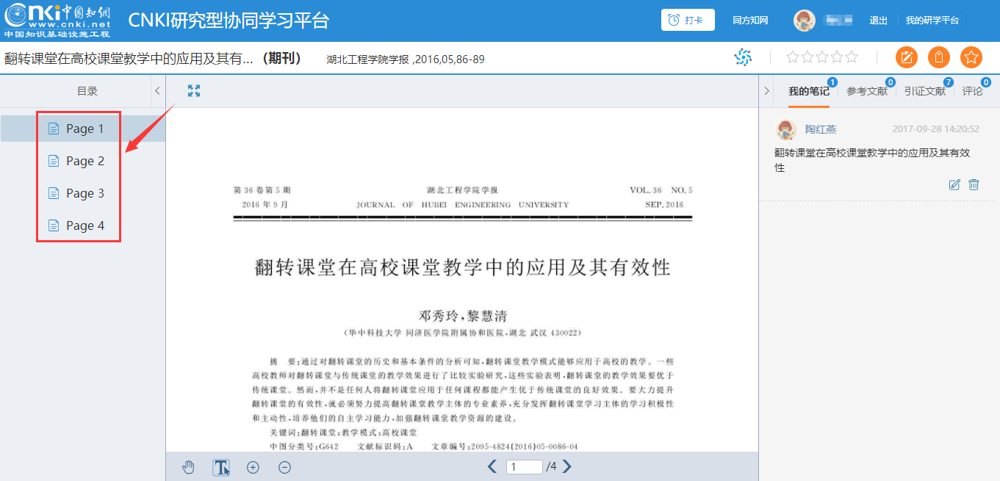 CNKI中国知网
www.cnki.net
中国知识基础设施工程
CNKI研究型协同学习平台
打卡
同方知网
退出
我的研学平台
翻转课堂在高校课堂教学中的应用及其有... （期刊）
湖北工程学院学报 ,2016,05,86-89
目录
Page 1
Page 2
Page 3
Page 4
第 36 卷第 5 期
湖北工程学院学报
VOL. 36 NO. 5
2016 年 9 月
JOURNAL OF HUBEI ENGINEERING UNIVERSITY
SEP. 2016
翻转课堂在高校课堂教学中的应用及其有效性
邓秀玲,黎慧清
(华中科技大学 同济医学院附属协和医院,湖北 武汉 430022)
摘 要:通过对翻转课堂的历史和基本条件的分析可知,翻转课堂教学模式能够应用于高校的教学。一些
高校教师对翻转课堂与传统课堂的教学效果进行了比较实验研究,这些实验表明,翻转课堂的教学效果要优于
传统课堂。然而,并不是任何人将翻转课堂应用于任何课程都能产生优于传统课堂的良好效果。要大力提升
翻转课堂的有效性,就必须努力提高翻转课堂教学主体的专业素养,充分发挥翻转课堂学习主体的学习积极性
和主动性,培养他们的自主学习能力,加强翻转课堂教学资源的建设。
关键词:翻转课堂;教学模式;高校课堂
中图分类号:G642 文献标识码:A 文章编号:2095-4824(2016)05-0086-04
1 /4
我的笔记 1
参考文献 0
引证文献 7
评论 0
陶红燕
2017-09-28 14:20:52
翻转课堂在高校课堂教学中的应用及其有效
性